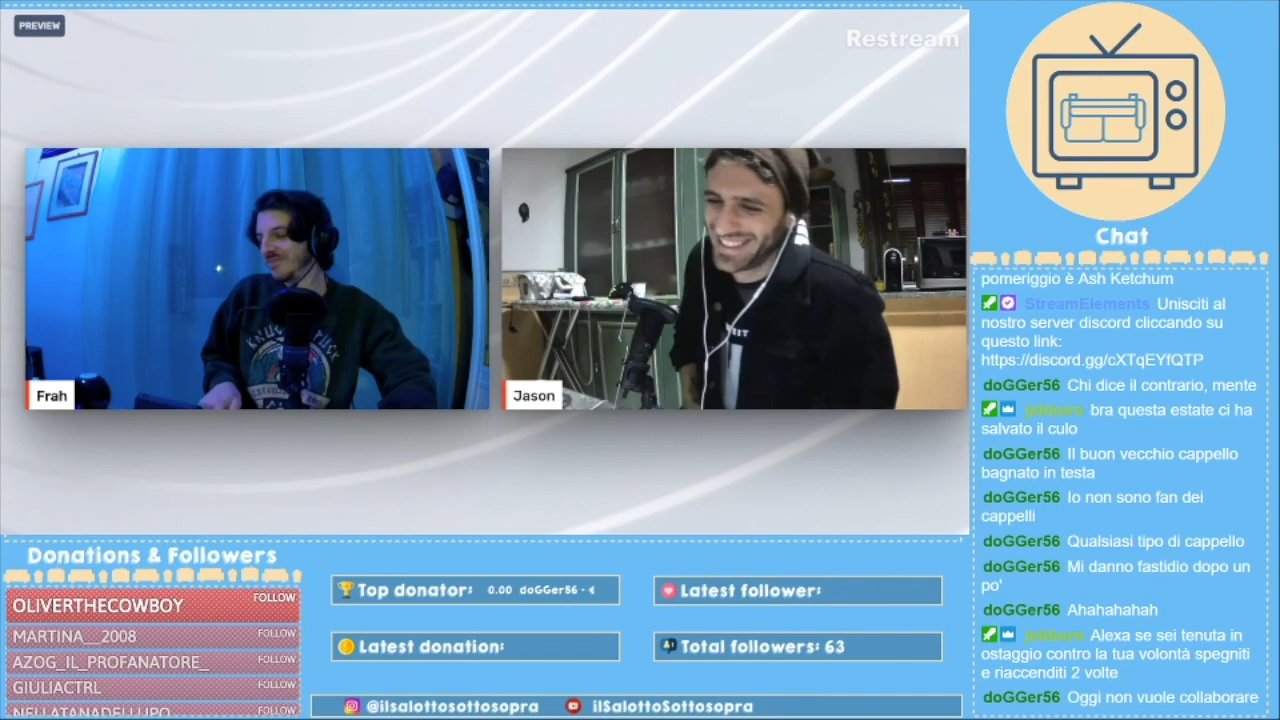 PREVIEW
Restream
Frah
Jason
Chat
pomeriggio è Ash Ketchum
StreamElements Unisciti al
nostro server discord cliccando su
questo link:
https://discord.gg/cXTqEYfQTP
doGGer56 Chi dice il contrario, mente
bra questa estate ci ha
salvato il culo
doGGer56 Il buon vecchio cappello
bagnato in testa
doGGer56 Io non sono fan dei
cappelli
doGGer56 Qualsiasi tipo di cappello
doGGer56 Mi danno fastidio dopo un
po'
doGGer56 Ahahahahah
Alexa se sei tenuta in
ostaggio contro la tua volontà spegniti
e riaccenditi 2 volte
doGGer56 Oggi non vuole collaborare
Donations & Followers
OLIVERTHECOWBOY FOLLOW
MARTINA__2008 FOLLOW
AZOG_IL_PROFANATORE_ FOLLOW
GIULIACTRL FOLLOW
NELLATANADELLUPO FOLLOW
Top donator: 0.00 doGGer56 - €
Latest follower:
Latest donation:
Total followers: 63
@ilsalottosottosopra
ilSalottoSottosopra